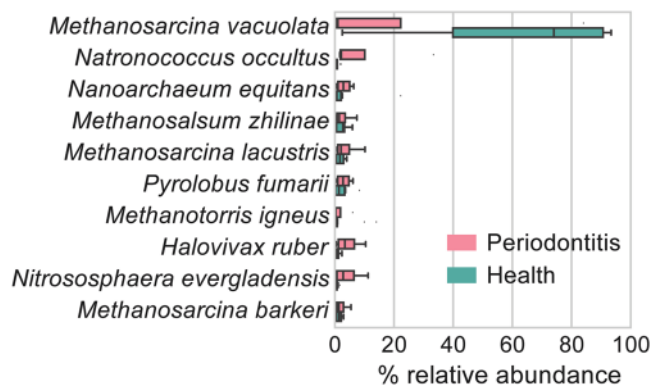 Methanosarcina vacuolata
Natronococcus occultus
Nanoarchaeum equitans
Methanosalsum zhilinae
Methanosarcina lacustris
Pyrolobus fumarii
Methanotorris igneus
Halovivax ruber
Nitrososphaera evergladensis
Methanosarcina barkeri
Periodontitis
Health
0 20 40 60 80 100
% relative abundance